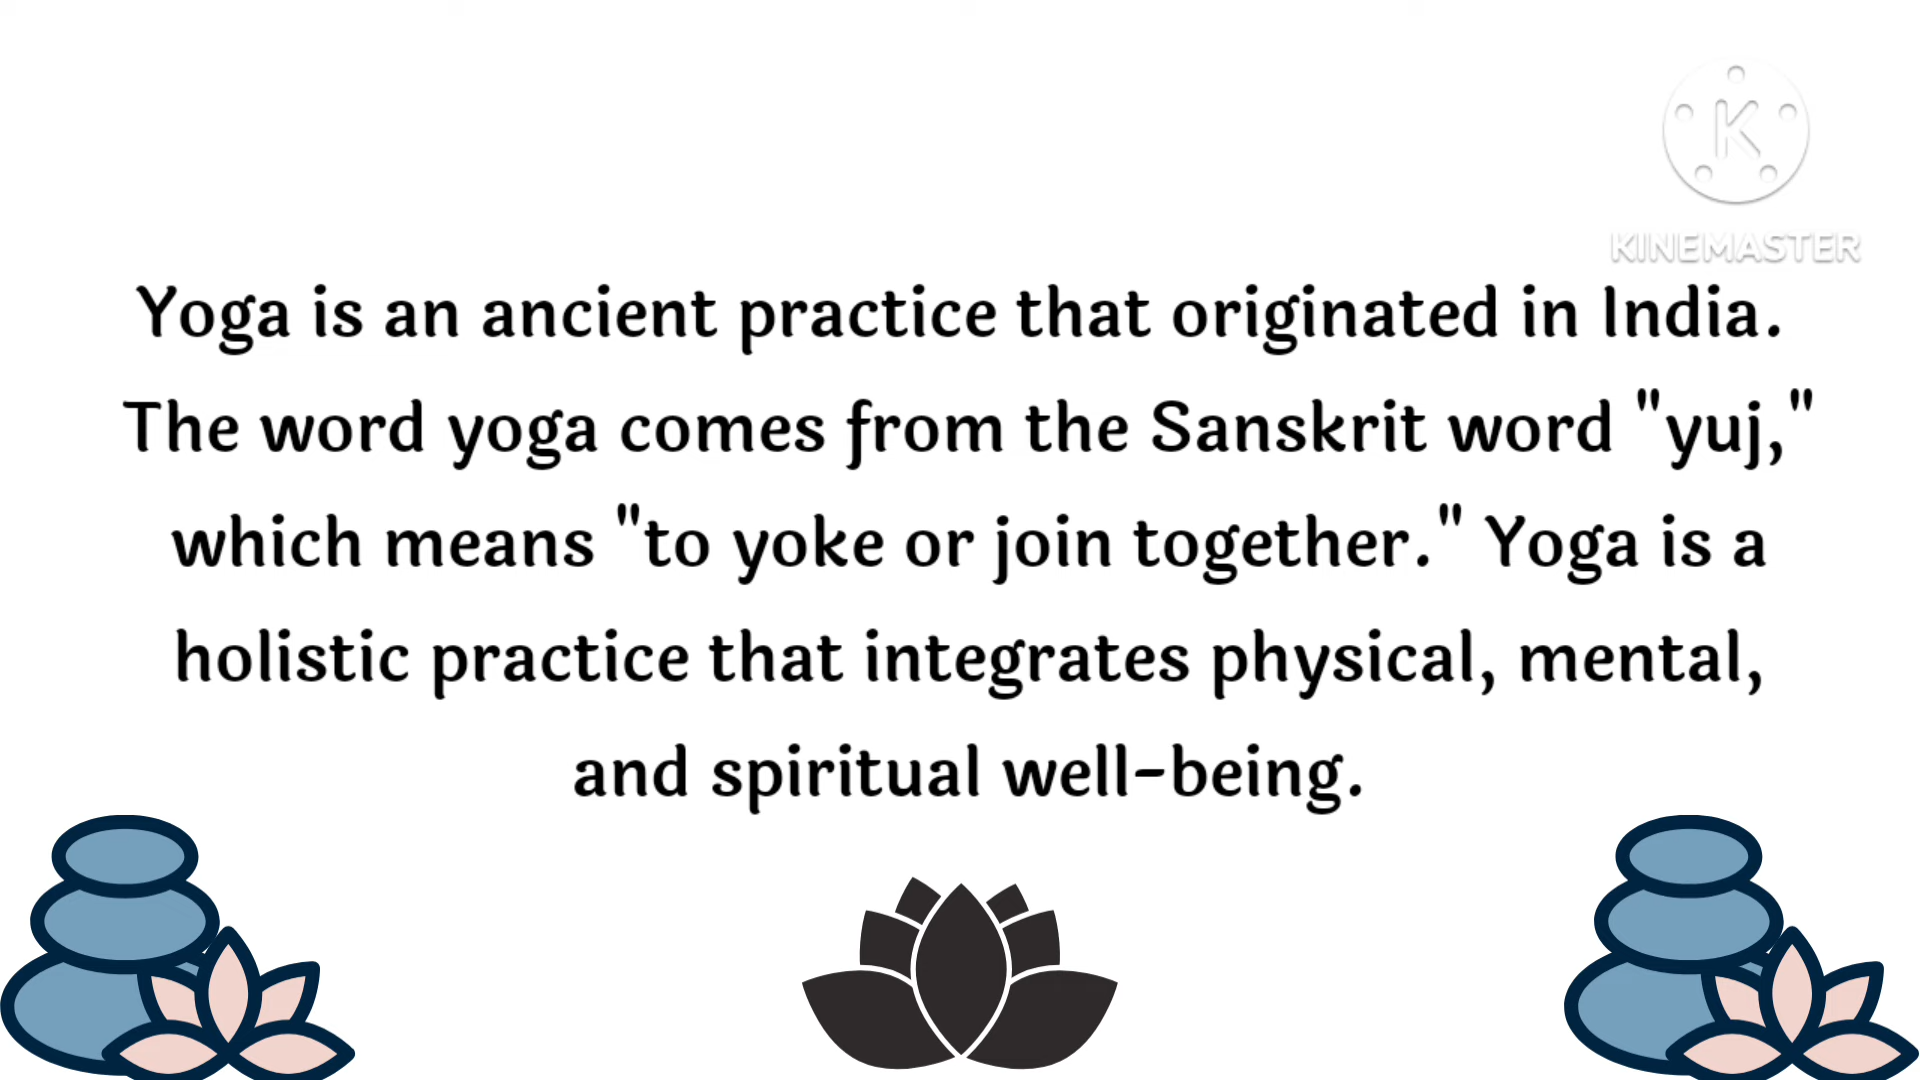 K
KINEMASTER
Yoga is an ancient practice that originated in India.
The word yoga comes from the Sanskrit word "yuj,"
which means "to yoke or join together." Yoga is a
holistic practice that integrates physical, mental,
and spiritual well-being.